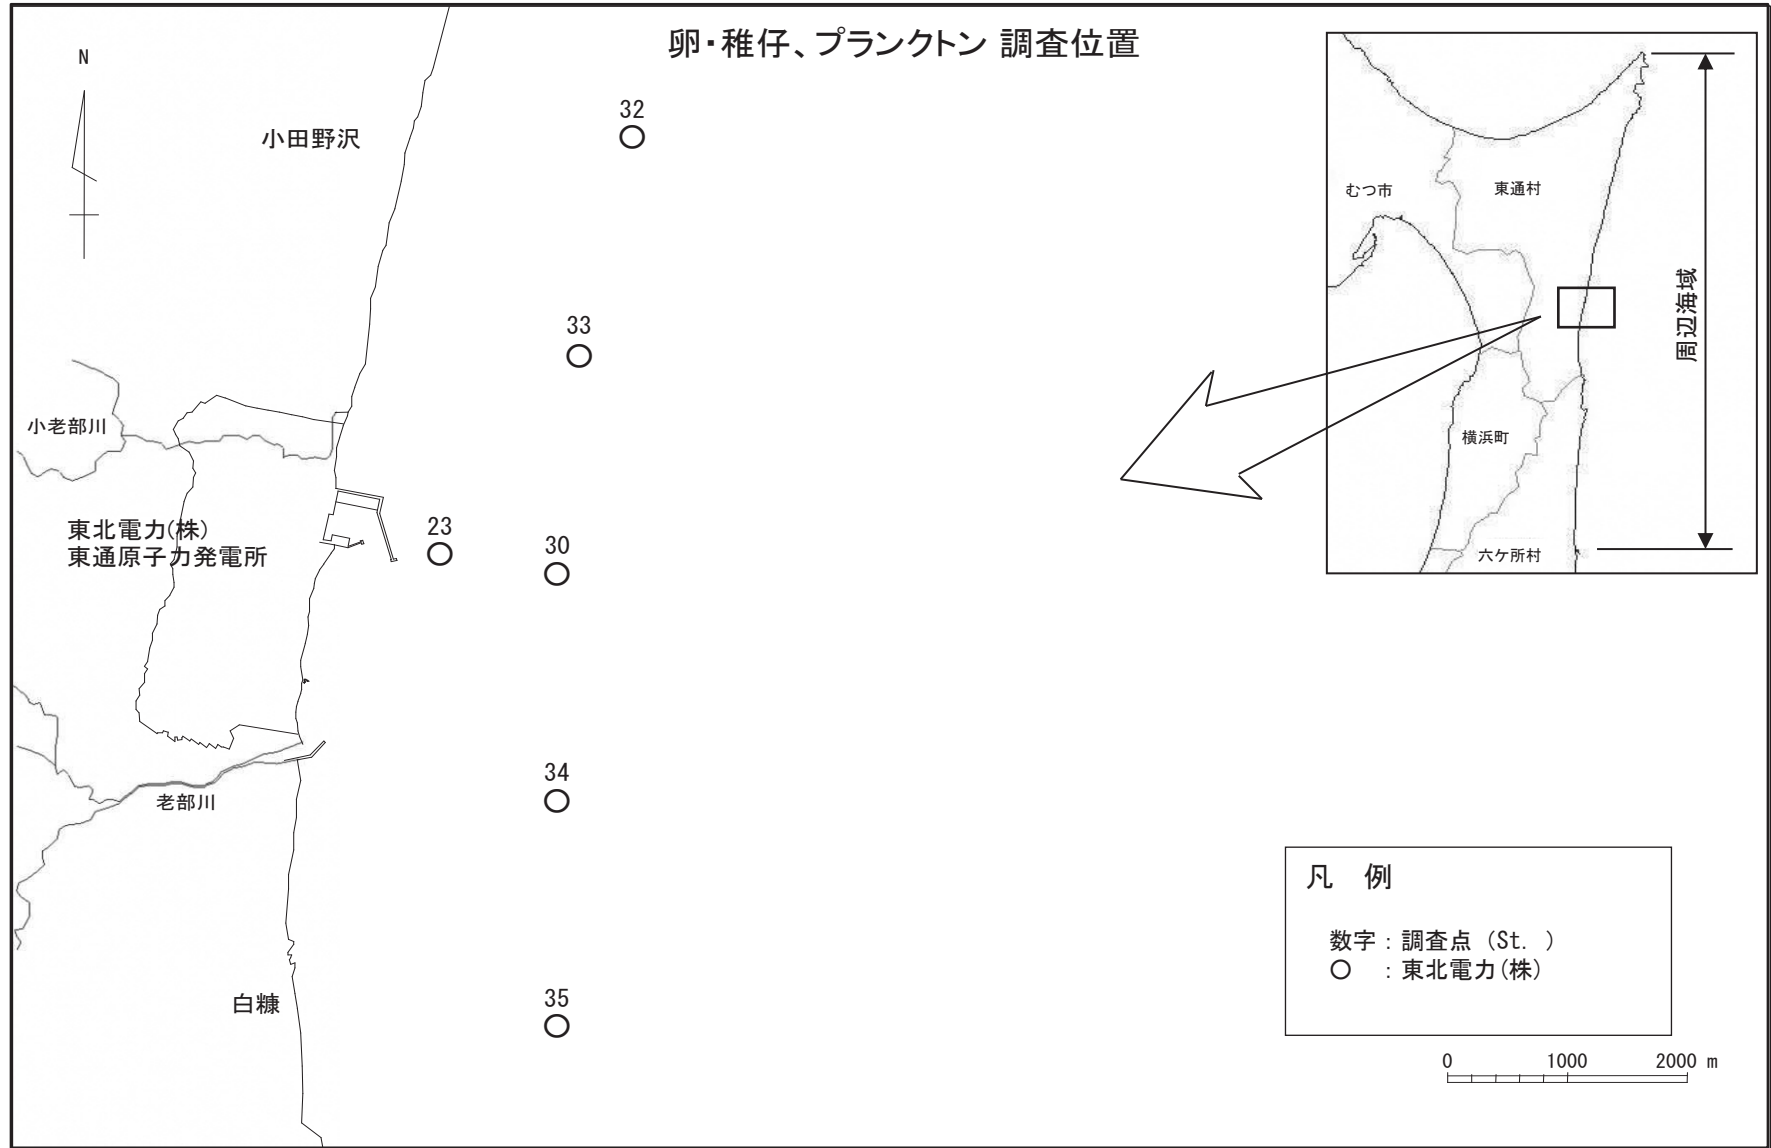 卵・稚仔、プランクトン 調査位置
N
小田野沢
32
33
小老部川
東北電力(株)
東通原子力発電所
23
30
34
老部川
35
白糠
むつ市
東通村
周辺海域
横浜町
六ケ所村
凡 例
数字 : 調査点 (St. )
○ : 東北電力(株)
0 1000 2000 m